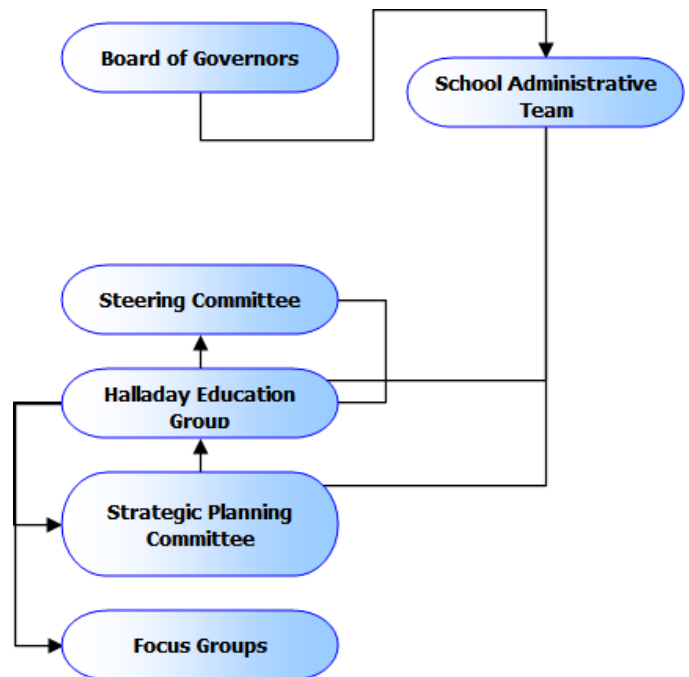 Board of Governors
School Administrative
Team
Steering Committee
Halladay Education
Group
Strategic Planning
Committee
Focus Groups